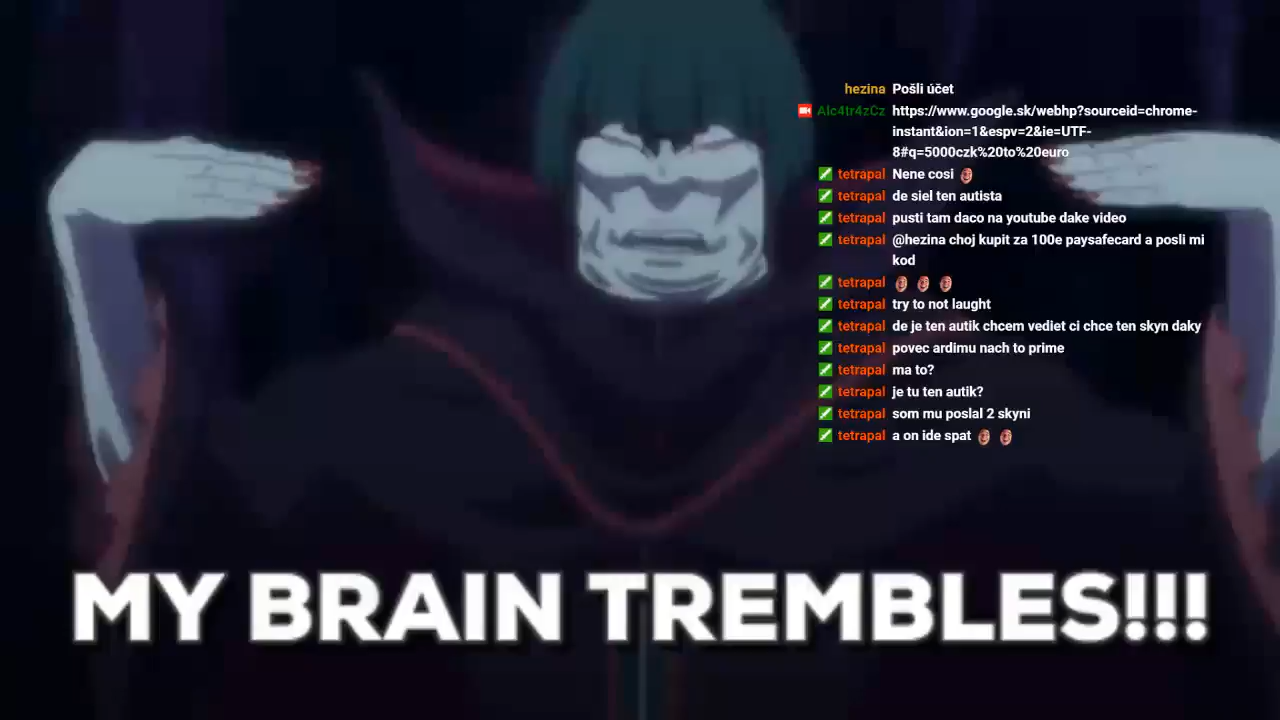 hezina Pošli účet
Alc4tr4zCz https://www.google.sk/webhp?sourceid=chrome-
instant&ion=1&espv=2&ie=UTF-
8#q=5000czk%20to%20euro
tetrapal Nene cosi
tetrapal de siel ten autista
tetrapal pusti tam daco na youtube dake video
tetrapal @hezina choj kupit za 100e paysafecard a posli mi
kod
tetrapal
tetrapal try to not laught
tetrapal de je ten autik chcem vediet ci chce ten skyn daky
tetrapal povec ardimu nach to prime
tetrapal ma to?
tetrapal je tu ten autik?
tetrapal som mu poslal 2 skyni
tetrapal a on ide spat
MY BRAIN TREMBLES!!!